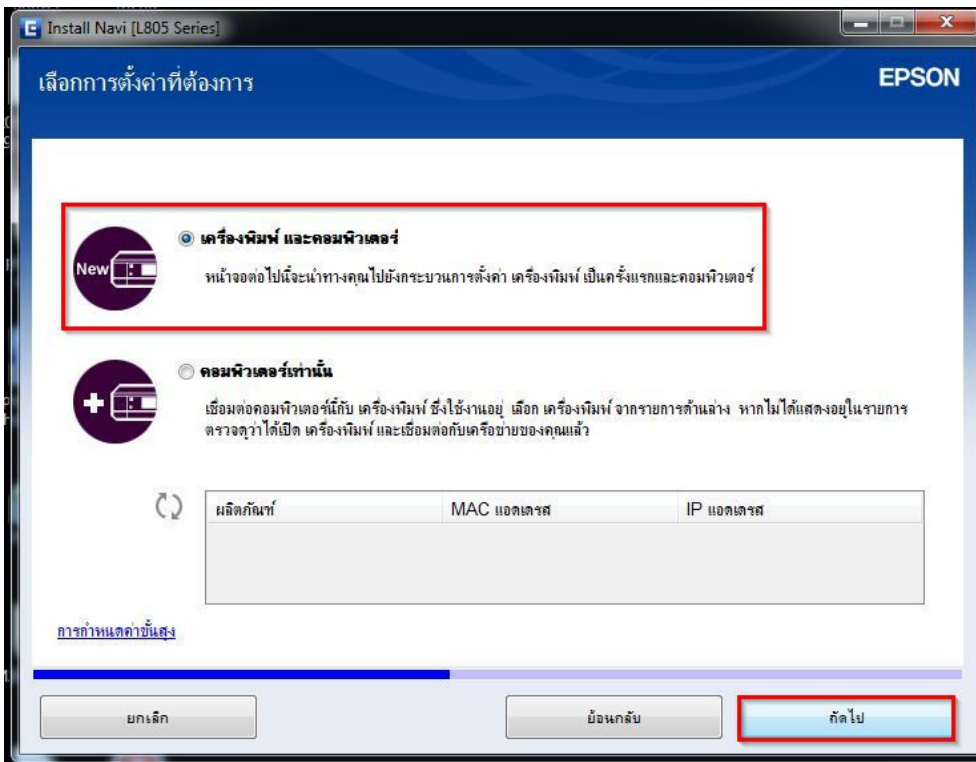 Install Navi [L805 Series]
เลือกการตั้งค่าที่ต้องการ
EPSON
เครื่องพิมพ์ และคอมพิวเตอร์
New
หน้าจอต่อไปนี้จะนำทางคุณไปยังกระบวนการตั้งค่า เครื่องพิมพ์ เป็นครั้งแรกและคอมพิวเตอร์
คอมพิวเตอร์เท่านั้น
เชื่อมต่อคอมพิวเตอร์นี้กับ เครื่องพิมพ์ ซึ่งใช้งานอยู่ เลือก เครื่องพิมพ์ จากรายการด้านล่าง หากไม่ได้แสดงอยู่ในรายการ
ตรวจดูว่าได้เปิด เครื่องพิมพ์ และเชื่อมต่อกับเครือข่ายของคุณแล้ว
ผลิตภัณฑ์ MAC แอดเดรส IP แอดเดรส
การกำหนดค่าขั้นสูง
ยกเลิก ย้อนกลับ ถัดไป